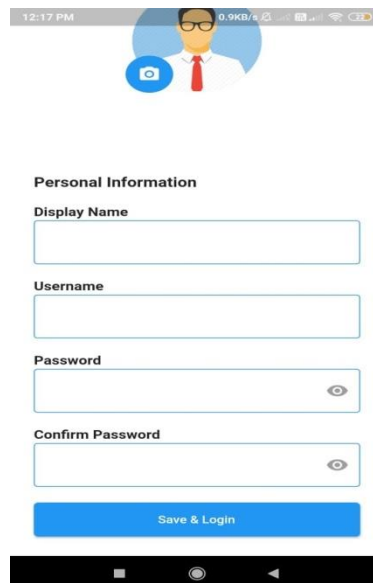 12:17 PM 0.9KB/s
Personal Information
Display Name
Username
Password
Confirm Password
Save & Login